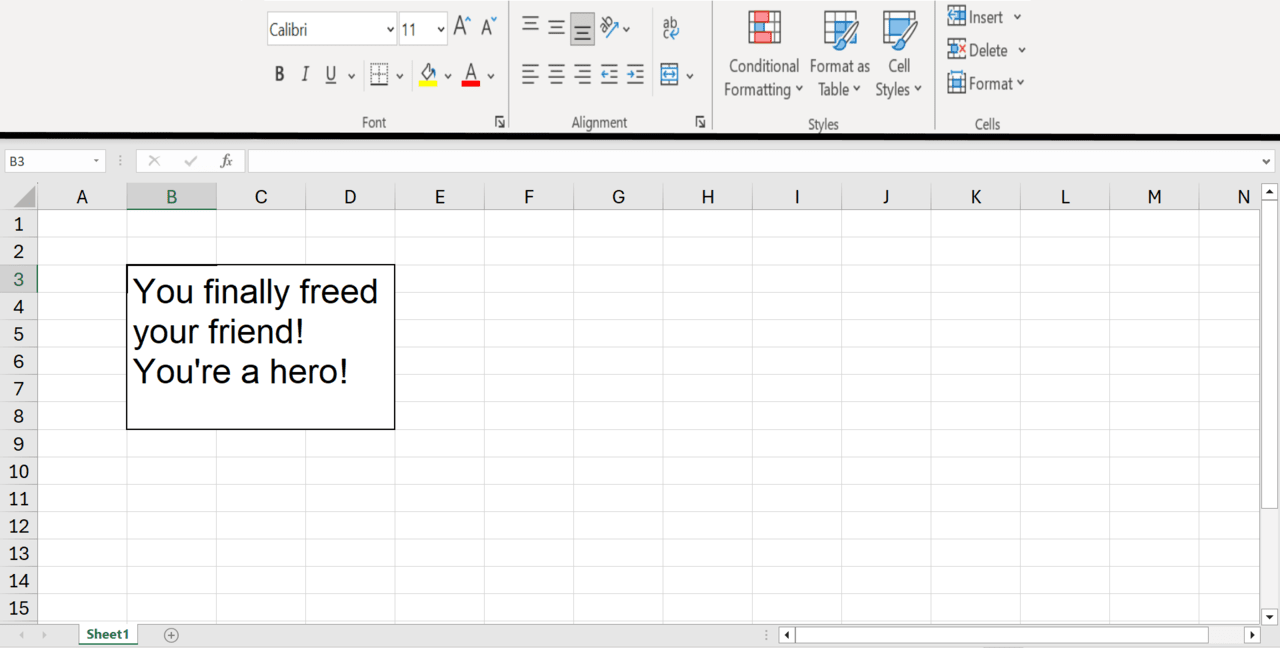 Calibri 11 A A ab Insert
B I U A c Conditional Format as Cell Delete
Formatting Table Styles Format
Font Alignment Styles Cells
B3 fx
A B C D E F G H I J K L M N
1
2
3
4
5
6
7
8
9
10
11
12
13
14
15
You finally freed
your friend!
You're a hero!
Sheet1